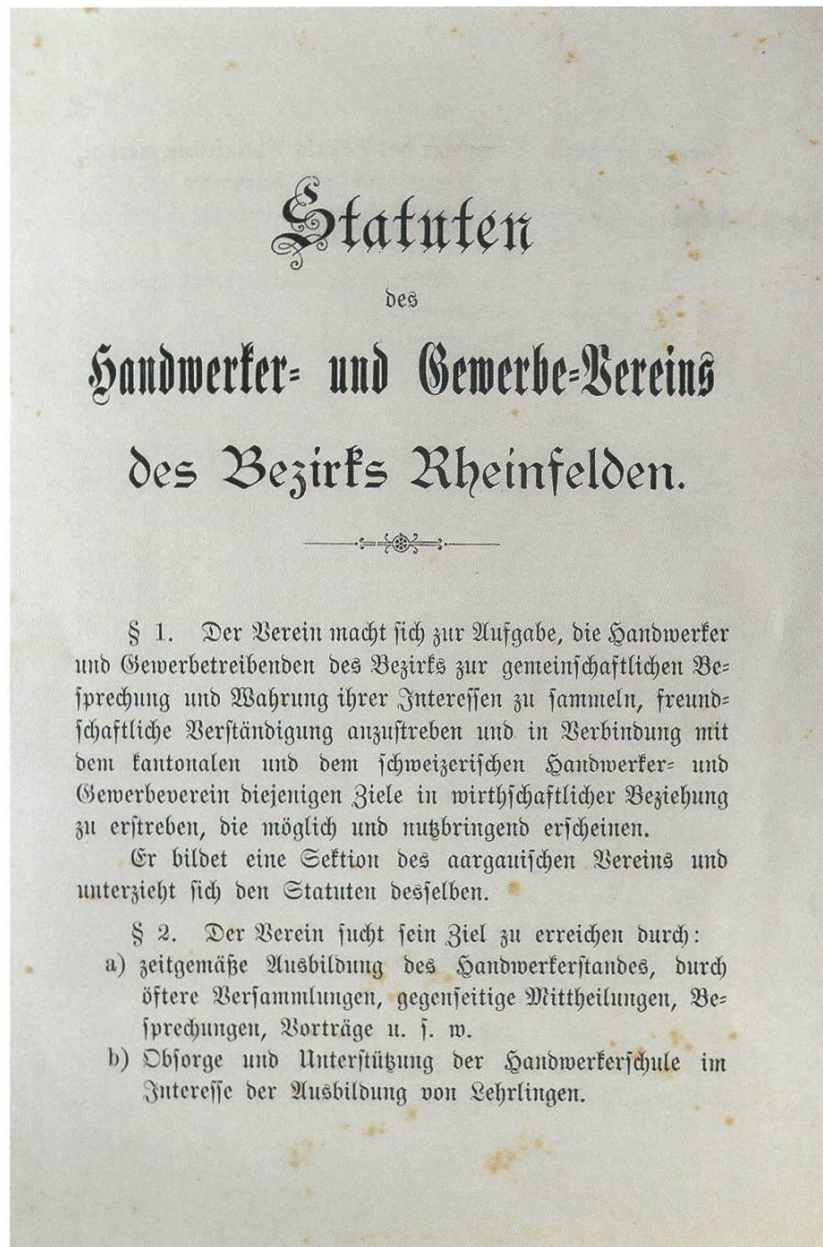 Statuten
des
Handwerker- und Gewerbe-Vereins
des Bezirks Rheinfelden.
§ 1. Der Verein macht sich zur Aufgabe, die Handwerker
und Gewerbetreibenden des Bezirks zur gemeinschaftlichen Be-
sprechung und Wahrung ihrer Interessen zu sammeln, freund-
schaftliche Verständigung anzustreben und in Verbindung mit
dem kantonalen und dem schweizerischen Handwerker- und
Gewerbeverein diejenigen Ziele in wirthschaftlicher Beziehung
zu erstreben, die möglich und nutzbringend erscheinen.
Er bildet eine Sektion des aargauischen Vereins und
unterzieht sich den Statuten desselben.
§ 2. Der Verein sucht sein Ziel zu erreichen durch:
a) zeitgemäße Ausbildung des Handwerkerstandes, durch
öftere Versammlungen, gegenseitige Mittheilungen, Be-
sprechungen, Vorträge u. s. w.
b) Obsorge und Unterstützung der Handwerkerschule im
Interesse der Ausbildung von Lehrlingen.